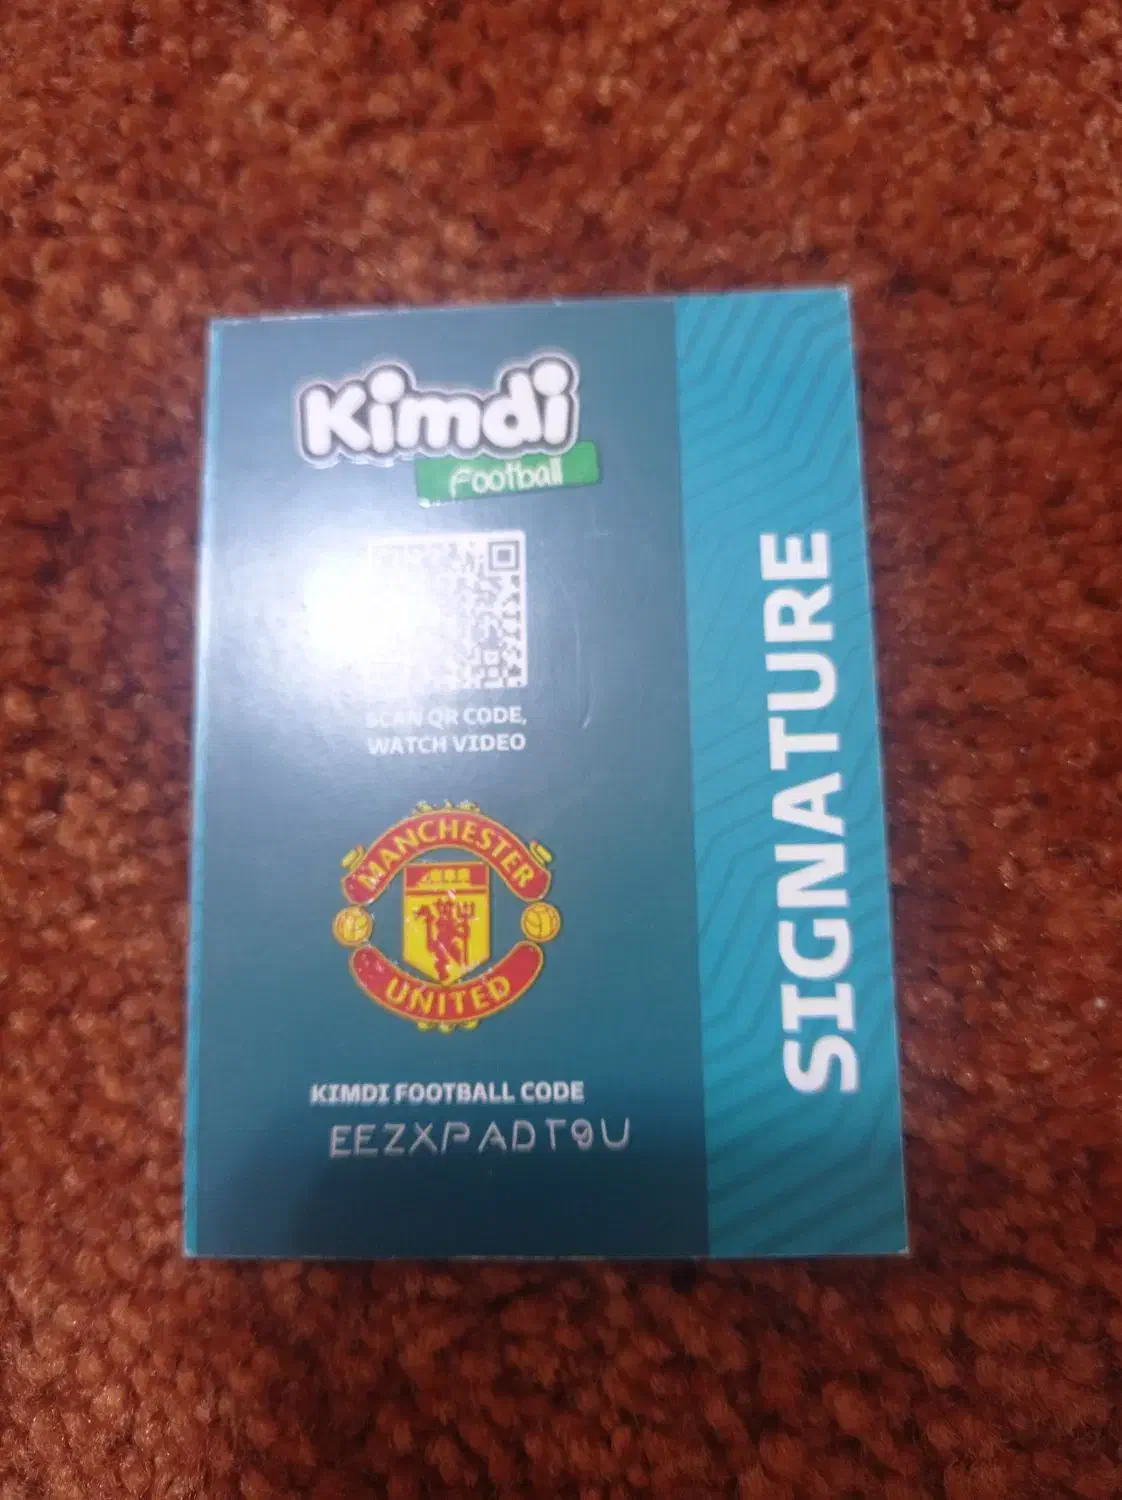 Kimdi
Football
SCAN QR CODE,
WATCH VIDEO
MANCHESTER
UNITED
KIMDI FOOTBALL CODE
EEZXPADT9U
SIGNATURE